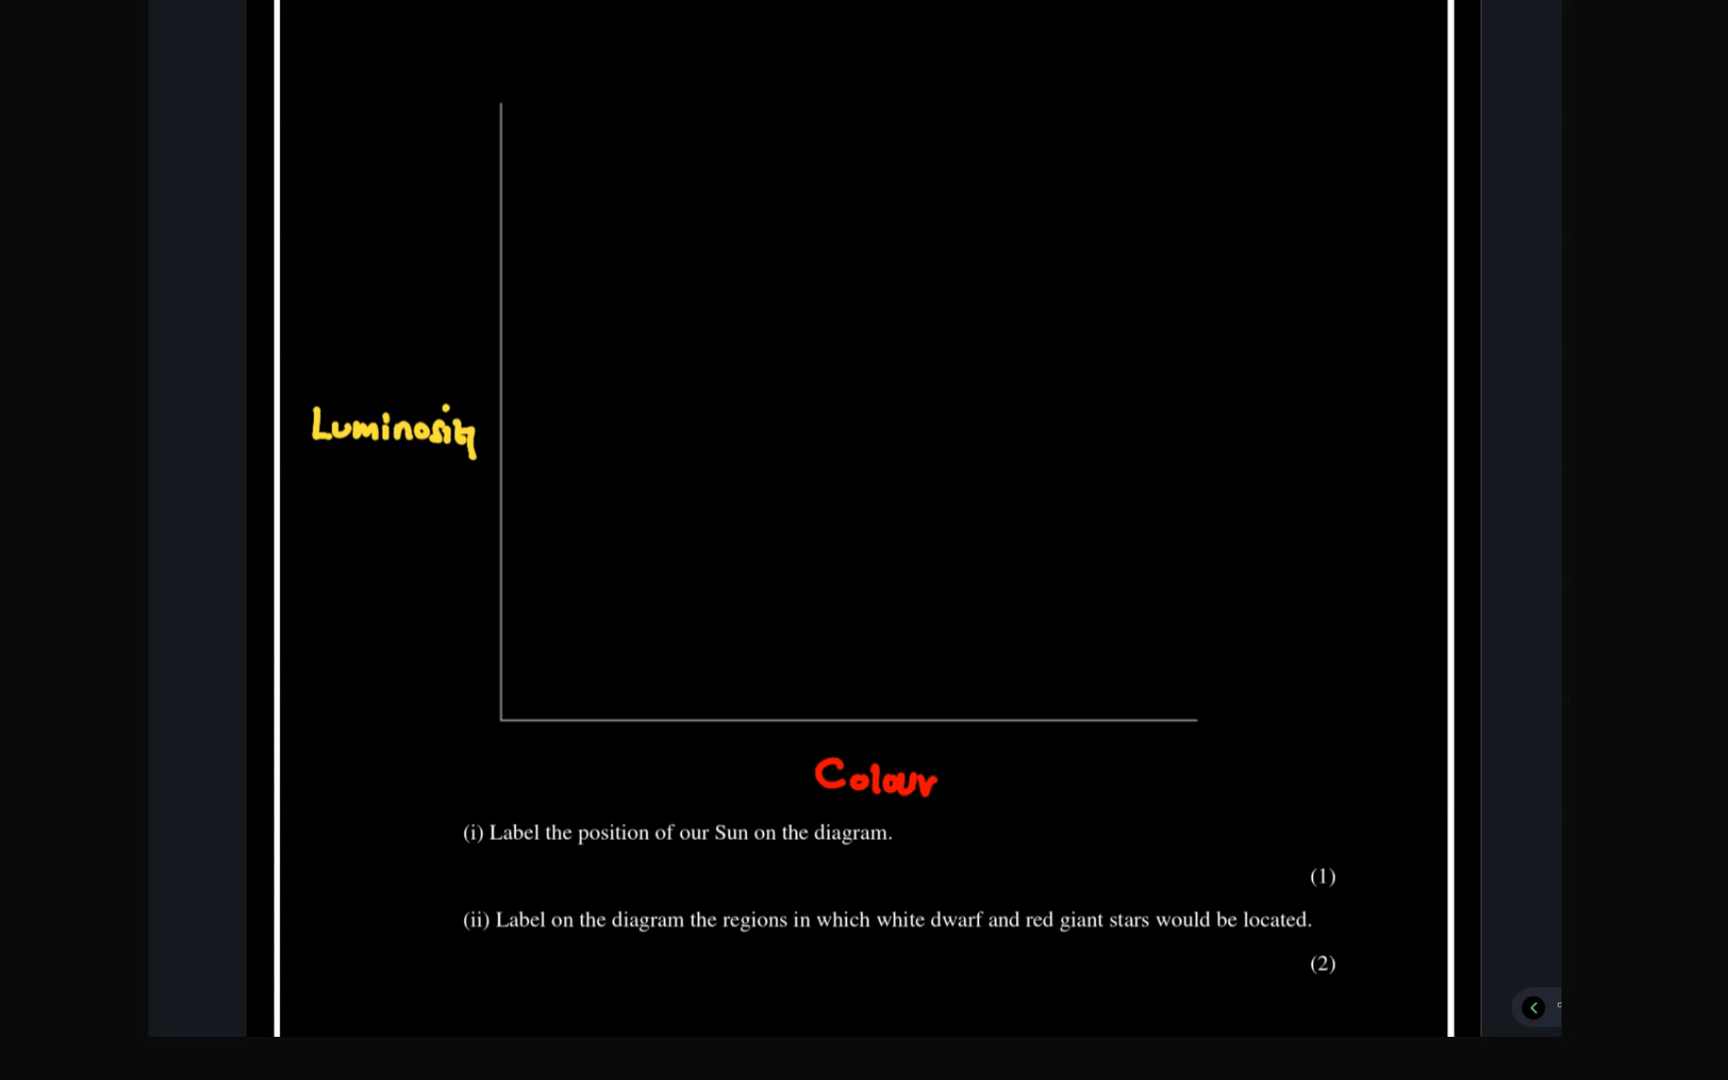 Luminosity
Colour
(i) Label the position of our Sun on the diagram.
(1)
(ii) Label on the diagram the regions in which white dwarf and red giant stars would be located.
(2)